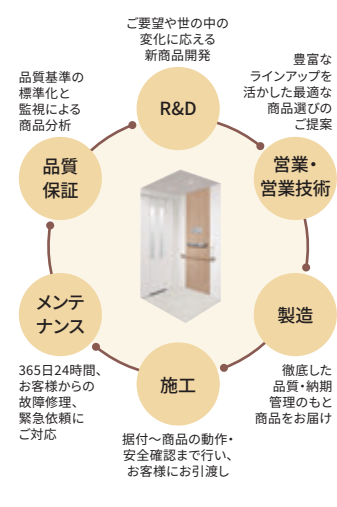 ご要望や世の中の
変化に応える
新商品開発
R&D
豊富な
ラインアップを
活かした最適な
商品選びの
ご提案
営業・
営業技術
製造
徹底した
品質・納期
管理のもと
商品をお届け
施工
据付〜商品の動作・
安全確認まで行い、
お客様にお引渡し
メンテ
ナンス
365日24時間、
お客様からの
故障修理、
緊急依頼に
ご対応
品質
保証
品質基準の
標準化と
監視による
商品分析